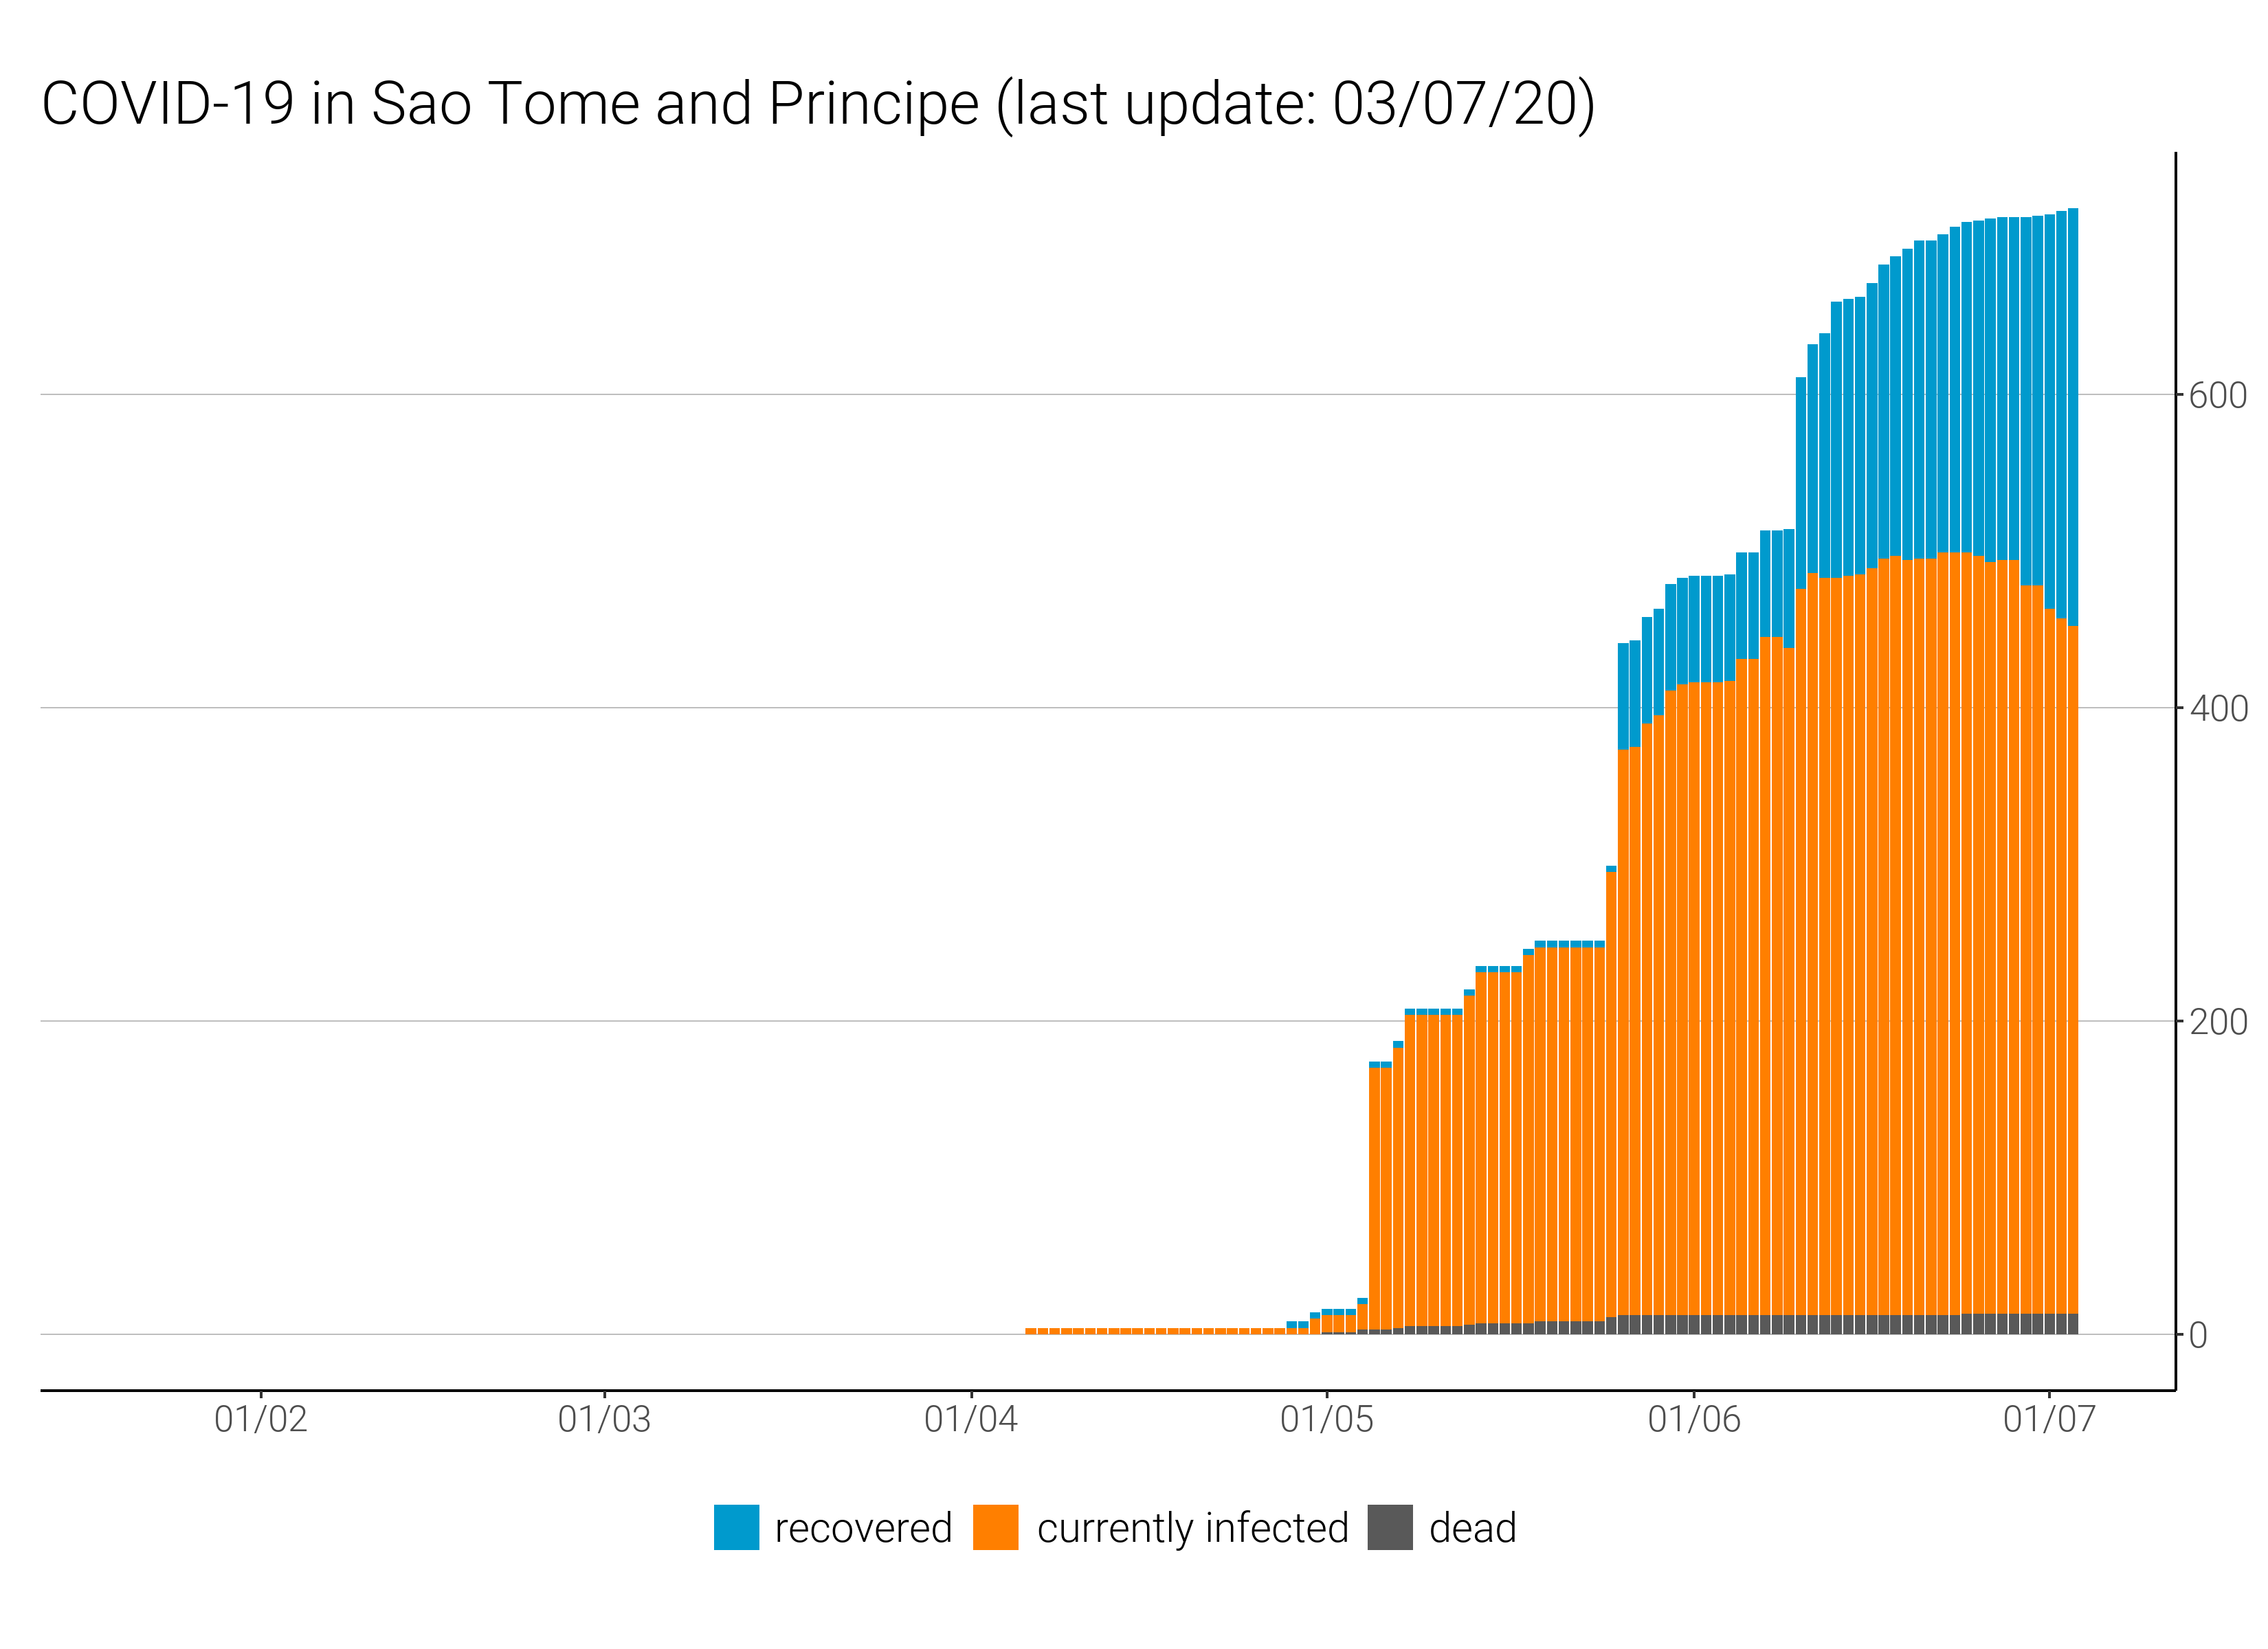 COVID-19 in Sao Tome and Principe (last update: 03/07/20)
600
400
200
0
01/02 01/03 01/04 01/05 01/06 01/07
recovered currently infected dead